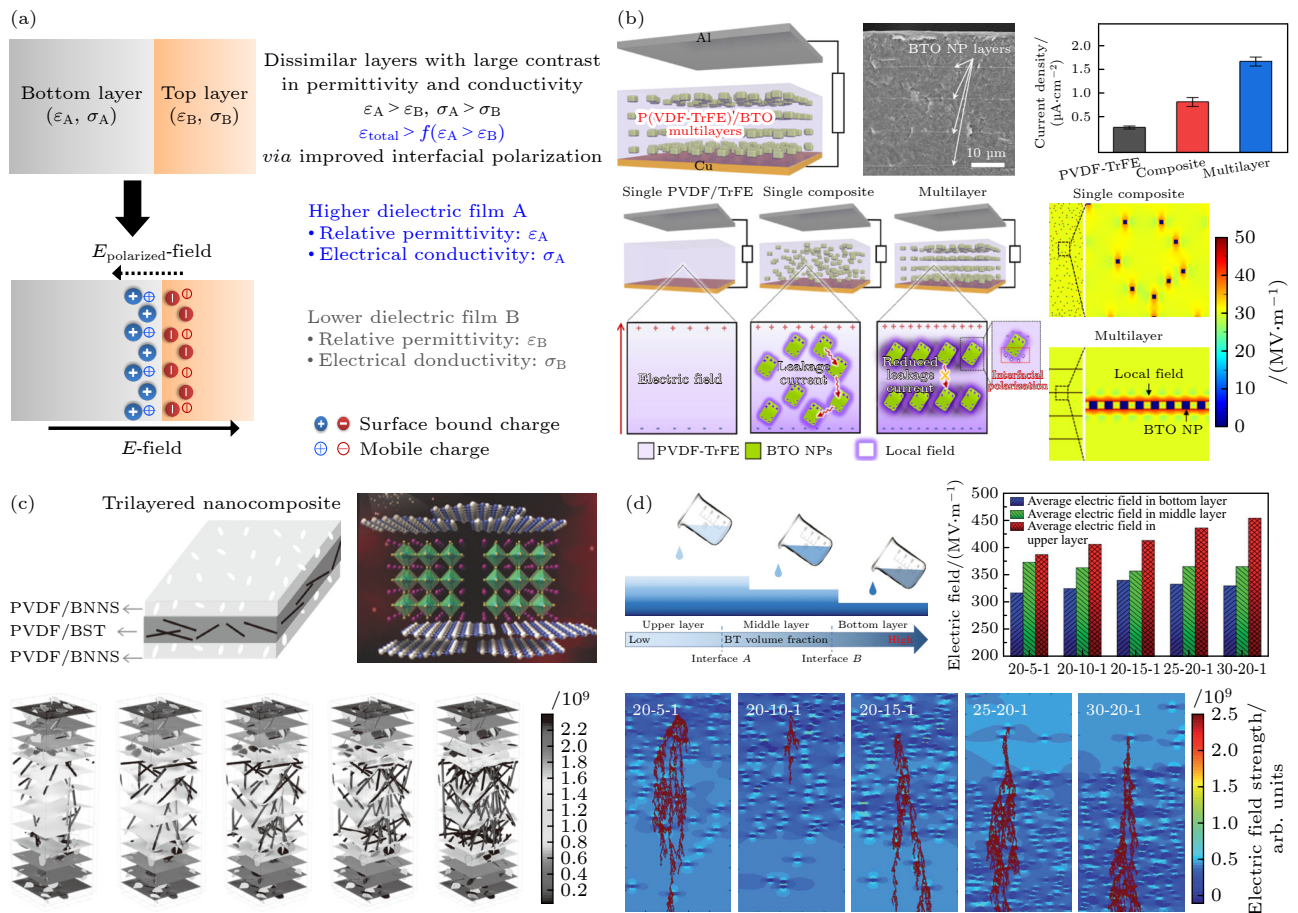 (a)
Bottom layer
(εA, σA)
Top layer
(εB, σB)
Dissimilar layers with large contrast
in permittivity and conductivity
εA > εB, σA > σB
εtotal > f(εA > εB)
via improved interfacial polarization
Epolarized-field
E-field
Higher dielectric film A
• Relative permittivity: εA
• Electrical conductivity: σA
Lower dielectric film B
• Relative permittivity: εB
• Electrical donductivity: σB
Surface bound charge
Mobile charge
(b)
Al
P(VDF-TrFE)/BTO
multilayers
Cu
BTO NP layers
10 μm
Current density/
(μA·cm−2)
2.0
1.5
1.0
0.5
PVDF-TrFE
Composite
Multilayer
Single PVDF/TrFE
Single composite
Multilayer
Electric field
Leakage
current
Reduced
leakage
current
Interfacial
polarization
PVDF-TrFE
BTO NPs
Local field
Single composite
Multilayer
Local field
BTO NP
50
40
30
20
10
0
/(MV·m−1)
(c)
Trilayered nanocomposite
PVDF/BNNS
PVDF/BST
PVDF/BNNS
/10^9
2.2
2.0
1.8
1.6
1.4
1.2
1.0
0.8
0.6
0.4
0.2
(d)
Upper layer
Middle layer
Bottom layer
Low
BT volume fraction
High
Interface A
Interface B
Electric field/(MV·m−1)
500
450
400
350
300
250
200
Average electric field in bottom layer
Average electric field in middle layer
Average electric field in
upper layer
20-5-1
20-10-1
20-15-1
25-20-1
30-20-1
20-5-1
20-10-1
20-15-1
25-20-1
30-20-1
/10^9
2.5
2.0
1.5
1.0
0.5
0
Electric field strength/
arb. units